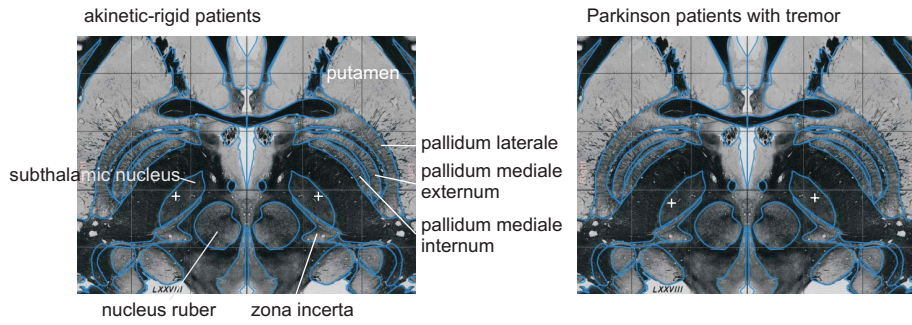 akinetic-rigid patients
Parkinson patients with tremor
putamen
pallidum laterale
pallidum mediale
externum
subthalamic nucleus
pallidum mediale
internum
LXXVIII
LXXVIII
nucleus ruber
zona incerta